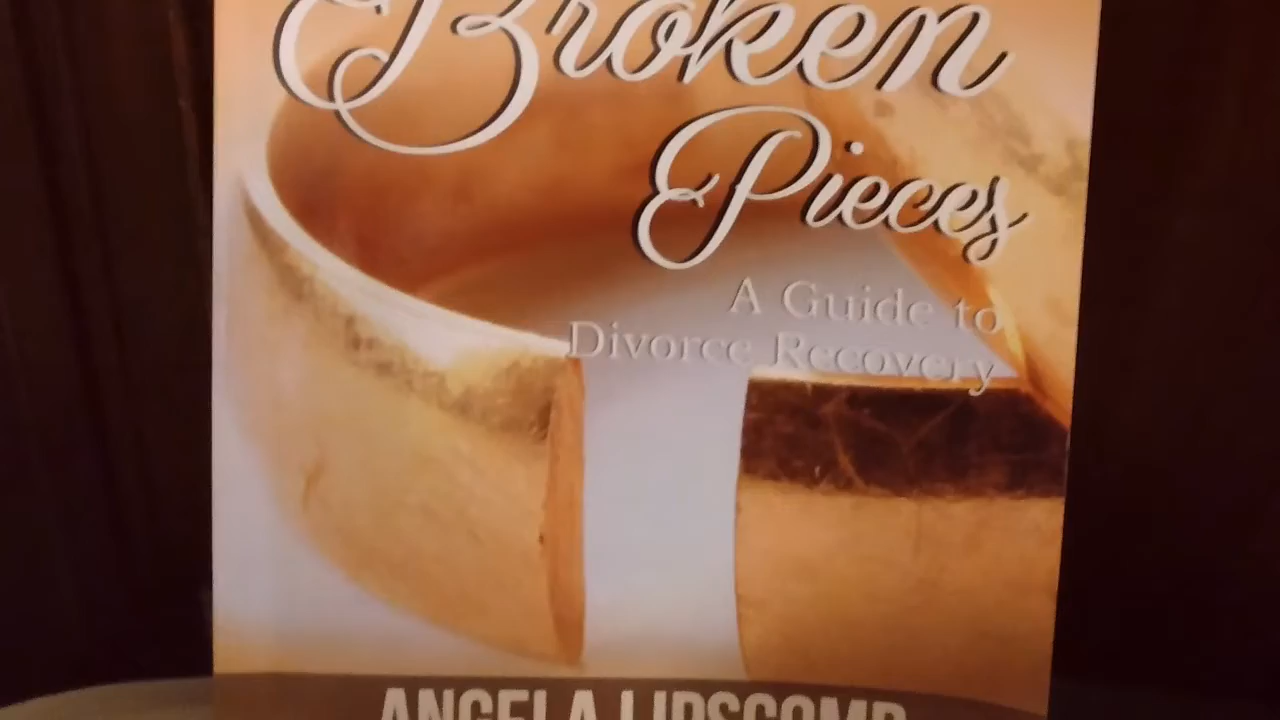 Broken
Pieces
A Guide to
Divorce Recovery
ANGELA LIPSCOMB